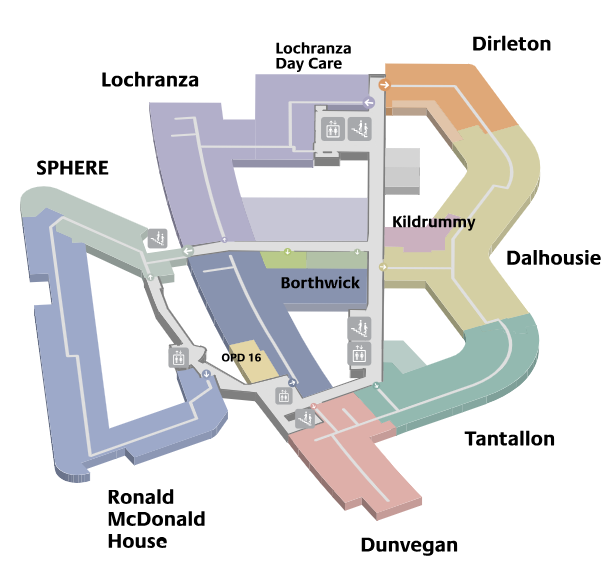 Dirleton
Lochranza
Day Care
Lochranza
SPHERE
Kildrummy
Dalhousie
Borthwick
OPD 16
Tantallon
Ronald
McDonald
House
Dunvegan